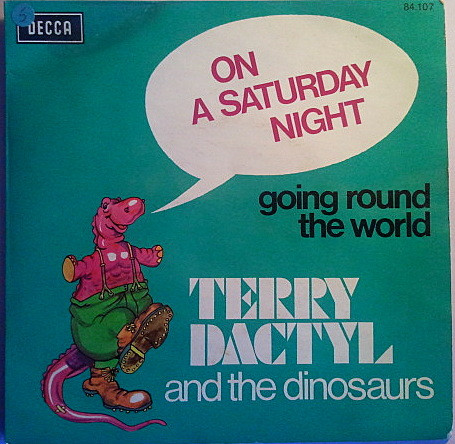 DECCA
84.107
ON
A SATURDAY
NIGHT
going round
the world
TERRY
DACTYL
and the dinosaurs